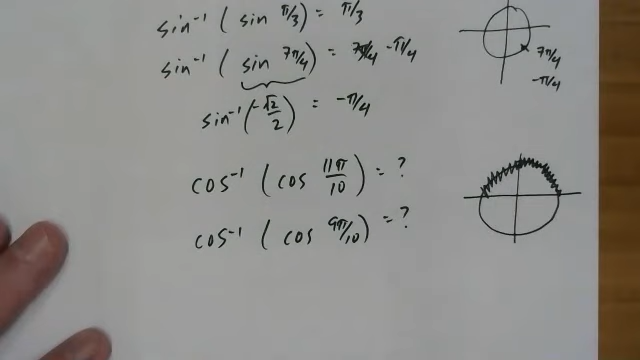 sin⁻¹ ( sin π/3 ) = π/3
sin⁻¹ ( sin 7π/4 ) = -π/4
sin⁻¹ ( -√2/2 ) = -π/4
cos⁻¹ ( cos 11π/10 ) = ?
cos⁻¹ ( cos 9π/10 ) = ?
7π/4
-π/4